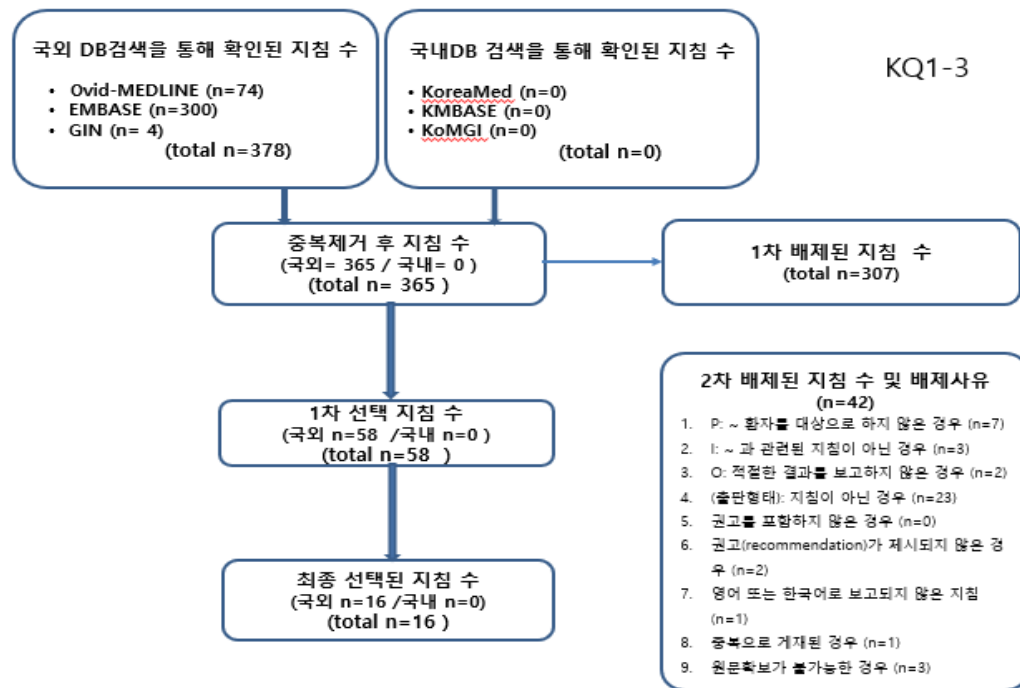 국외 DB검색을 통해 확인된 지침 수
• Ovid-MEDLINE (n=74)
• EMBASE (n=300)
• GIN (n= 4)
(total n=378)
국내DB 검색을 통해 확인된 지침 수
• KoreaMed (n=0)
• KMBASE (n=0)
• KoMGI (n=0)
(total n=0)
KQ1-3
중복제거 후 지침 수
(국외= 365 / 국내= 0 )
(total n= 365 )
1차 배제된 지침 수
(total n=307)
1차 선택 지침 수
(국외 n=58 /국내 n=0 )
(total n=58 )
2차 배제된 지침 수 및 배제사유
(n=42)
1. P: ~ 환자를 대상으로 하지 않은 경우 (n=7)
2. I: ~ 과 관련된 지침이 아닌 경우 (n=3)
3. O: 적절한 결과를 보고하지 않은 경우 (n=2)
4. (출판형태): 지침이 아닌 경우 (n=23)
5. 권고를 포함하지 않은 경우 (n=0)
6. 권고(recommendation)가 제시되지 않은 경
우 (n=2)
7. 영어 또는 한국어로 보고되지 않은 지침
(n=1)
8. 중복으로 게재된 경우 (n=1)
9. 원문확보가 불가능한 경우 (n=3)
최종 선택된 지침 수
(국외 n=16 /국내 n=0)
(total n=16 )